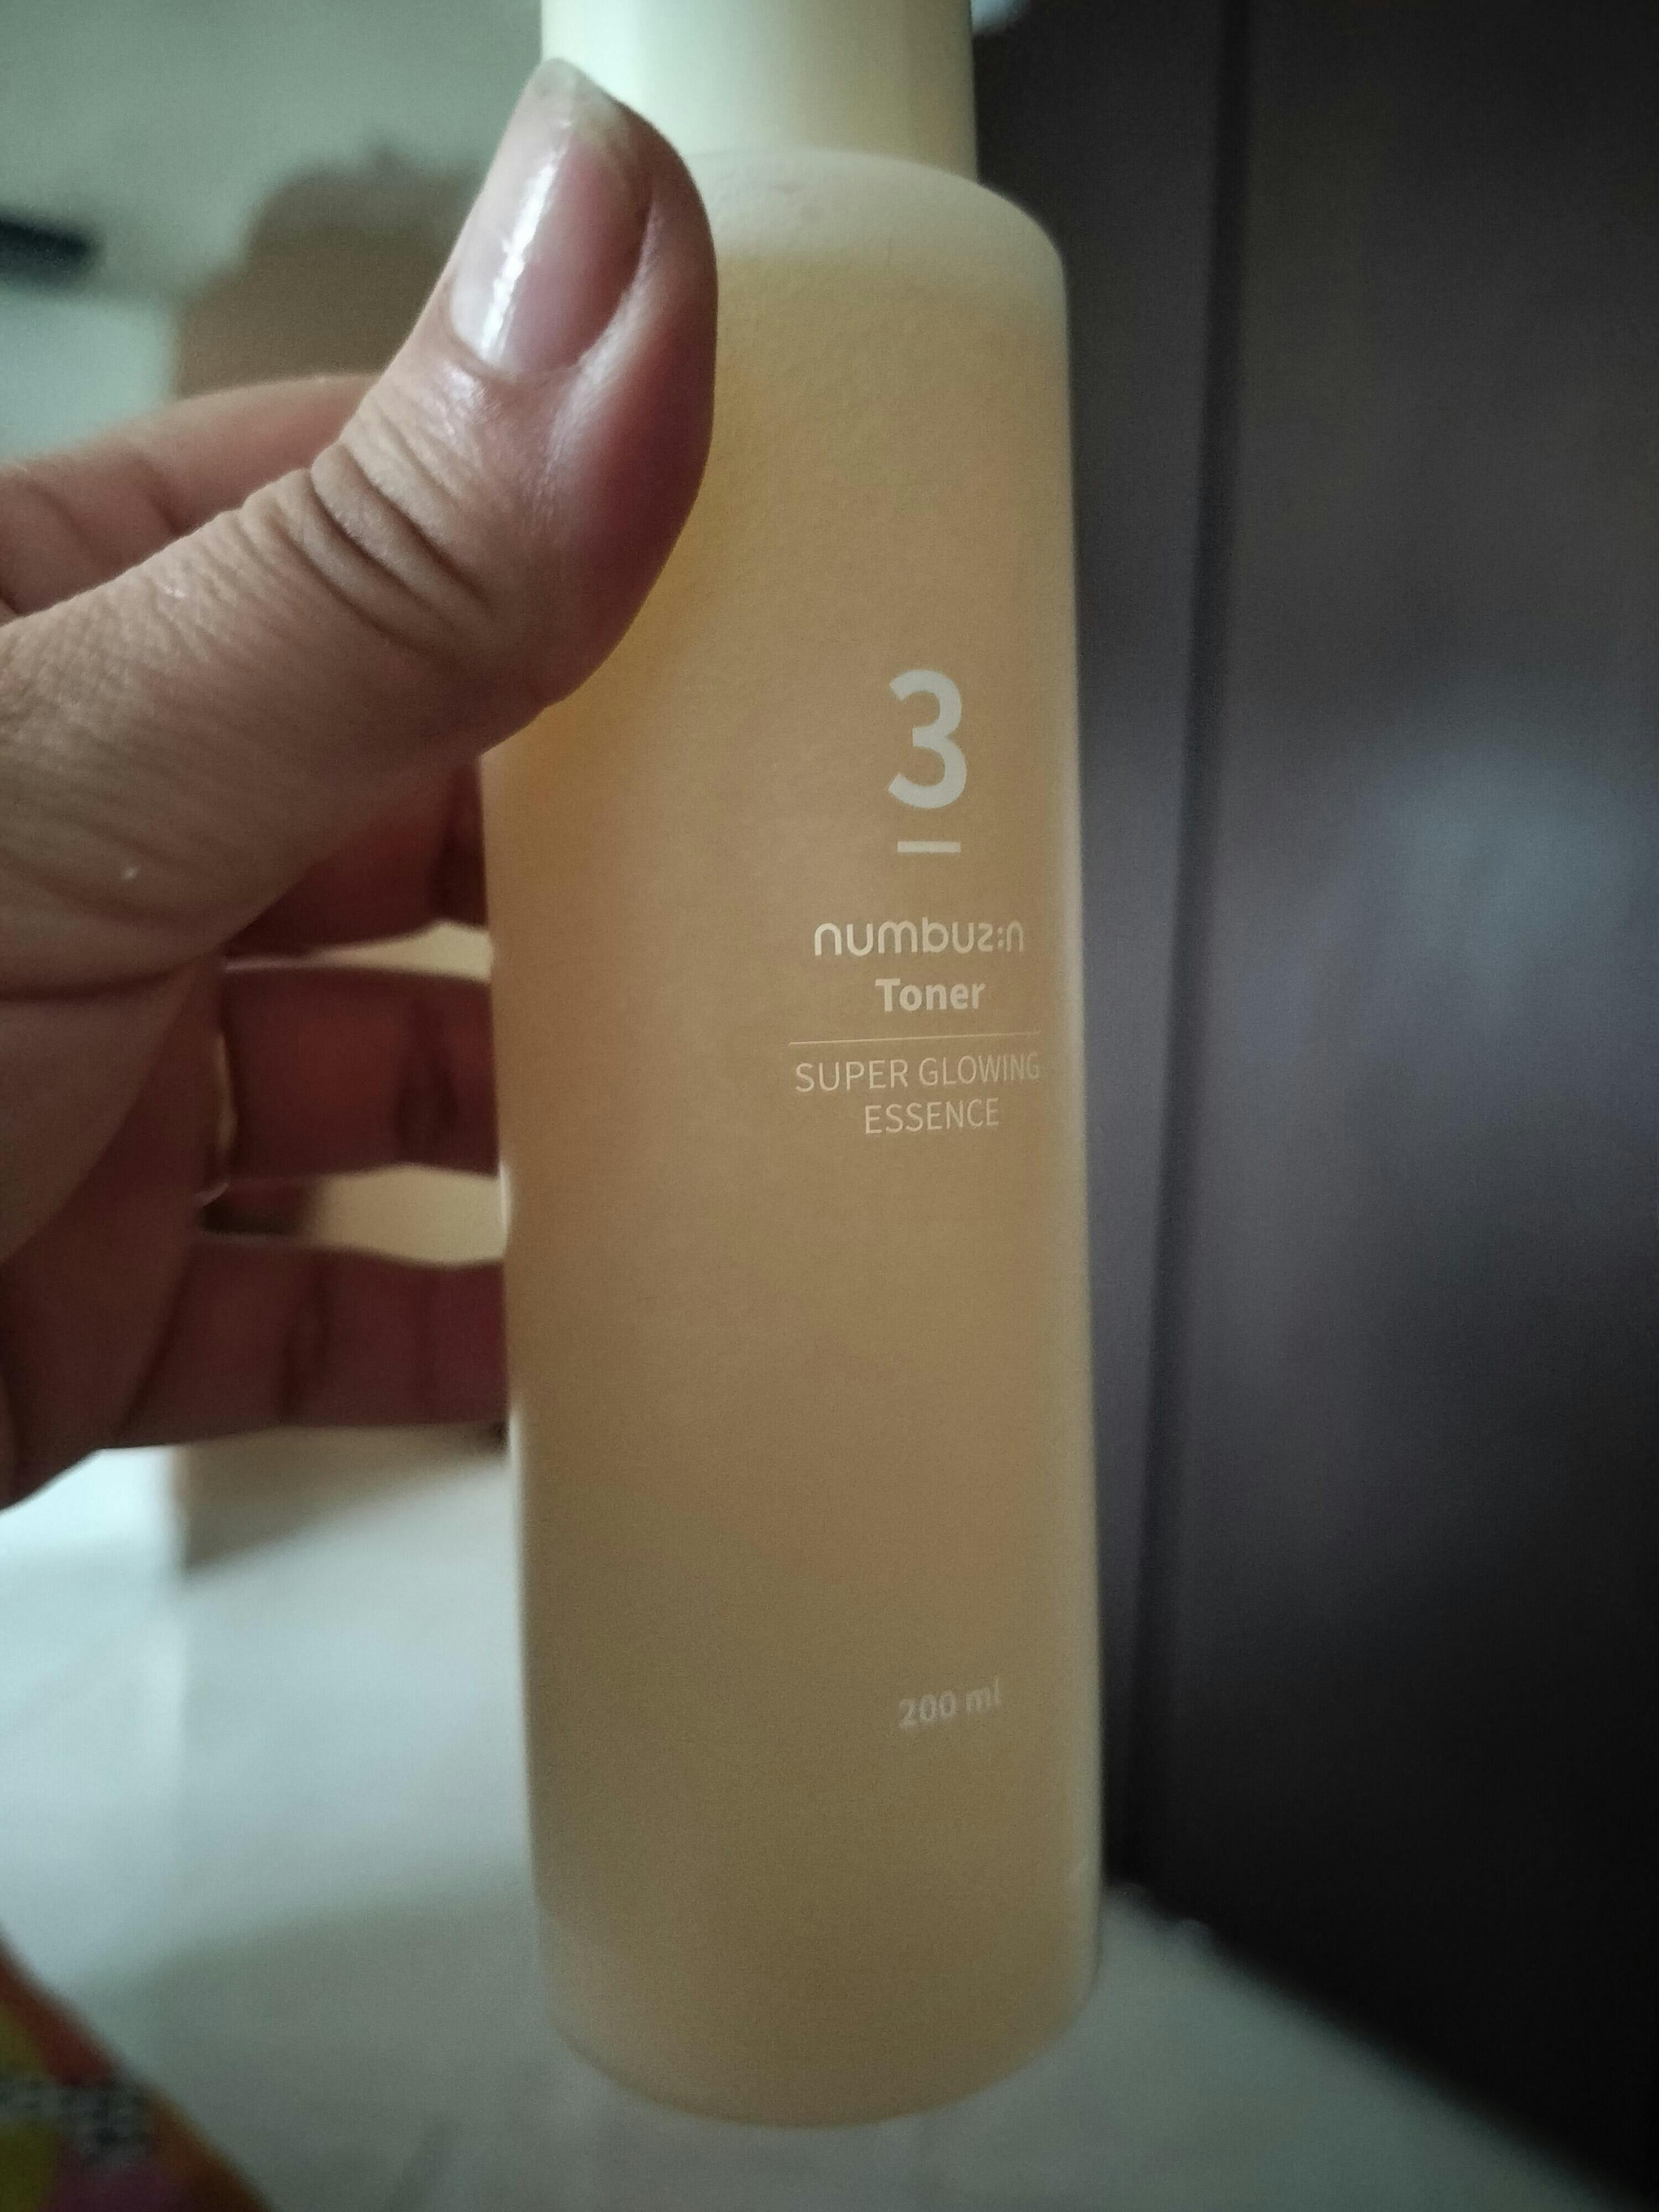 3
numbuz:n
Toner
SUPER GLOWING
ESSENCE
200 ml